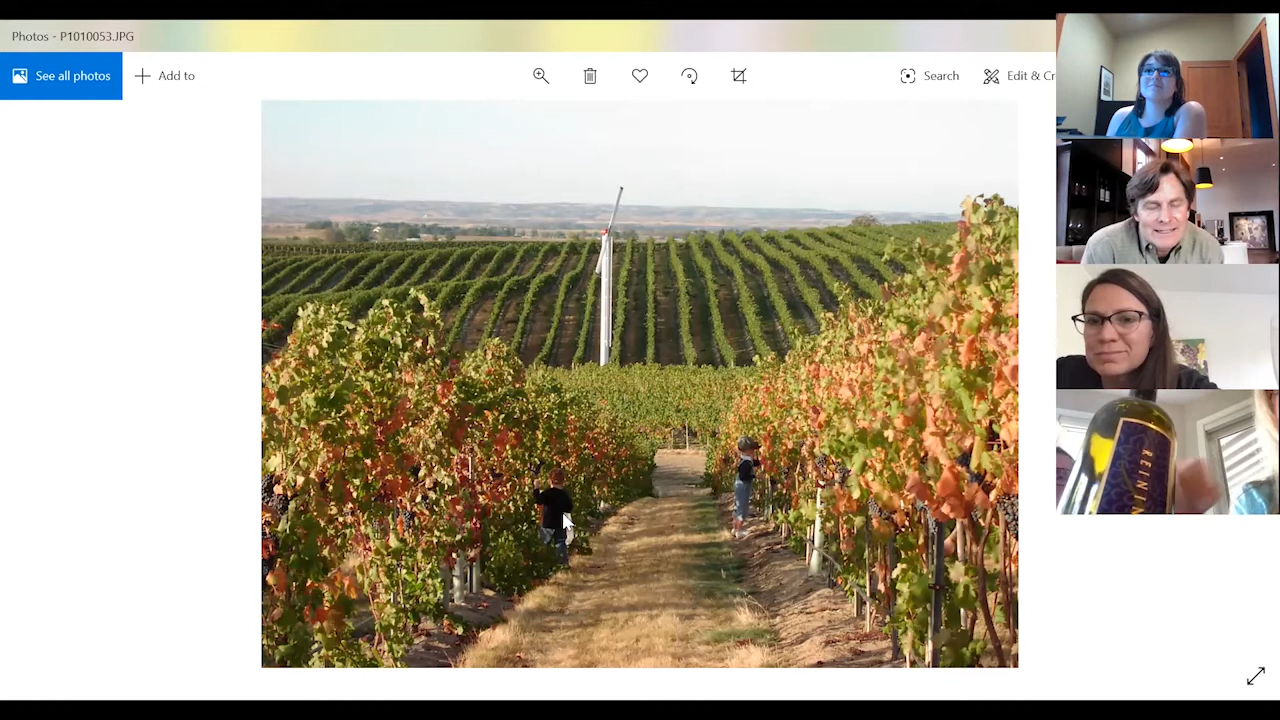 Photos - P1010053.JPG
See all photos
Add to
Search
Edit & Cr
REININ